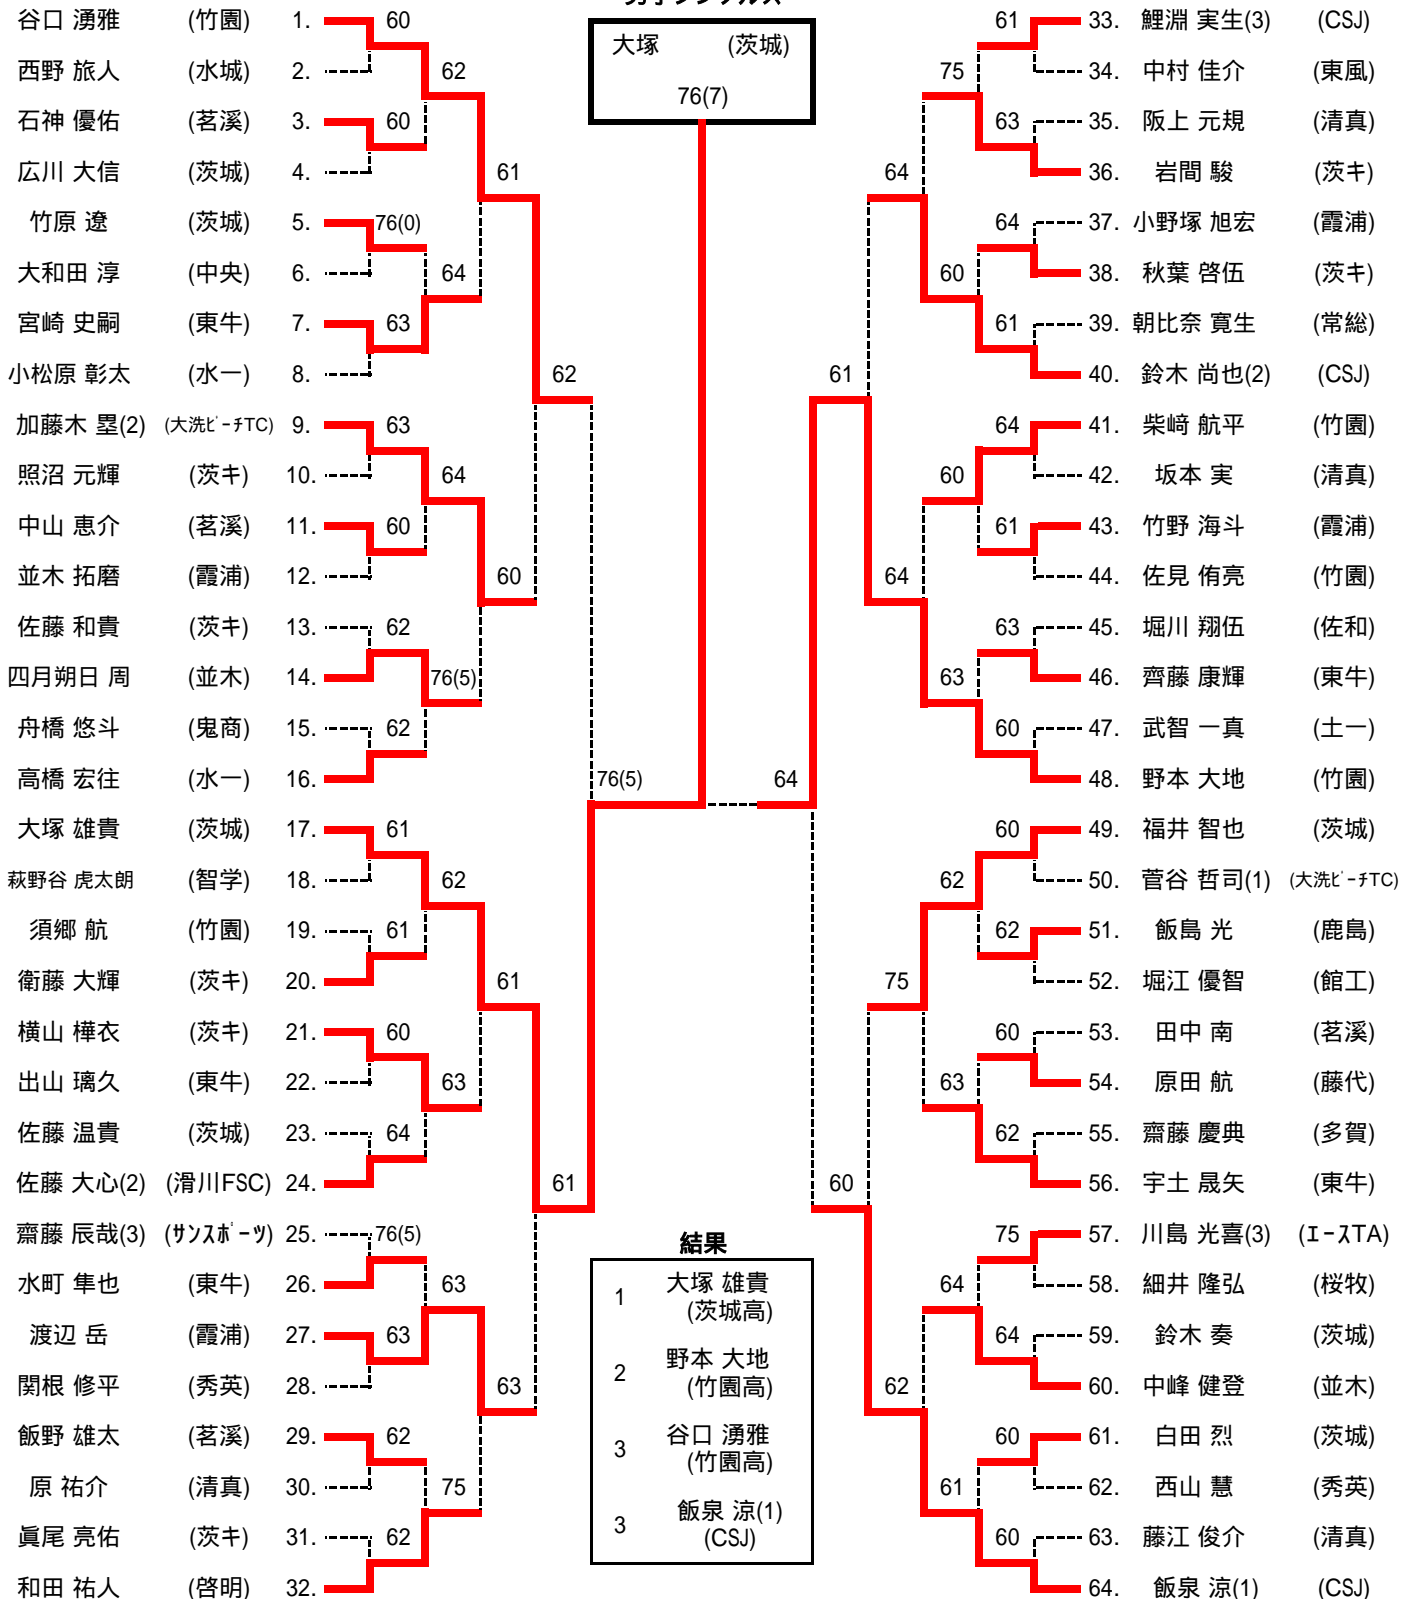 大塚 (茨城)
76(7)
谷口 湧雅 (竹園) 1.
西野 旅人 (水城) 2.
石神 優佑 (茗溪) 3.
広川 大信 (茨城) 4.
竹原 遼 (茨城) 5.
大和田 淳 (中央) 6.
宮崎 史嗣 (東牛) 7.
小松原 彰太 (水一) 8.
加藤木 塁(2) (大洗ﾋﾞｰﾁTC) 9.
照沼 元輝 (茨キ) 10.
中山 恵介 (茗溪) 11.
並木 拓磨 (霞浦) 12.
佐藤 和貴 (茨キ) 13.
四月朔日 周 (並木) 14.
舟橋 悠斗 (鬼商) 15.
高橋 宏往 (水一) 16.
大塚 雄貴 (茨城) 17.
萩野谷 虎太朗 (智学) 18.
須郷 航 (竹園) 19.
衛藤 大輝 (茨キ) 20.
横山 樺衣 (茨キ) 21.
出山 璃久 (東牛) 22.
佐藤 温貴 (茨城) 23.
佐藤 大心(2) (滑川FSC) 24.
齋藤 辰哉(3) (ｻﾝｽﾎﾟｰﾂ) 25.
水町 隼也 (東牛) 26.
渡辺 岳 (霞浦) 27.
関根 修平 (秀英) 28.
飯野 雄太 (茗溪) 29.
原 祐介 (清真) 30.
眞尾 亮佑 (茨キ) 31.
和田 祐人 (啓明) 32.
60
60
76(0)
63
63
60
62
62
61
61
60
64
76(5)
63
62
62
62
64
64
76(5)
62
63
63
75
61
60
61
63
62
61
76(5)
64
61
60
64
64
75
62
75
60
60
63
62
63
64
61
61
63
64
61
64
61
63
60
60
62
60
62
75
64
60
60
33. 鯉淵 実生(3) (CSJ)
34. 中村 佳介 (東風)
35. 阪上 元規 (清真)
36. 岩間 駿 (茨キ)
37. 小野塚 旭宏 (霞浦)
38. 秋葉 啓伍 (茨キ)
39. 朝比奈 寛生 (常総)
40. 鈴木 尚也(2) (CSJ)
41. 柴﨑 航平 (竹園)
42. 坂本 実 (清真)
43. 竹野 海斗 (霞浦)
44. 佐見 侑亮 (竹園)
45. 堀川 翔伍 (佐和)
46. 齊藤 康輝 (東牛)
47. 武智 一真 (土一)
48. 野本 大地 (竹園)
49. 福井 智也 (茨城)
50. 菅谷 哲司(1) (大洗ﾋﾞｰﾁTC)
51. 飯島 光 (鹿島)
52. 堀江 優智 (館工)
53. 田中 南 (茗溪)
54. 原田 航 (藤代)
55. 齋藤 慶典 (多賀)
56. 宇土 晟矢 (東牛)
57. 川島 光喜(3) (ｴｰｽTA)
58. 細井 隆弘 (桜牧)
59. 鈴木 奏 (茨城)
60. 中峰 健登 (並木)
61. 白田 烈 (茨城)
62. 西山 慧 (秀英)
63. 藤江 俊介 (清真)
64. 飯泉 涼(1) (CSJ)
結果
1 大塚 雄貴
(茨城高)
2 野本 大地
(竹園高)
3 谷口 湧雅
(竹園高)
3 飯泉 涼(1)
(CSJ)